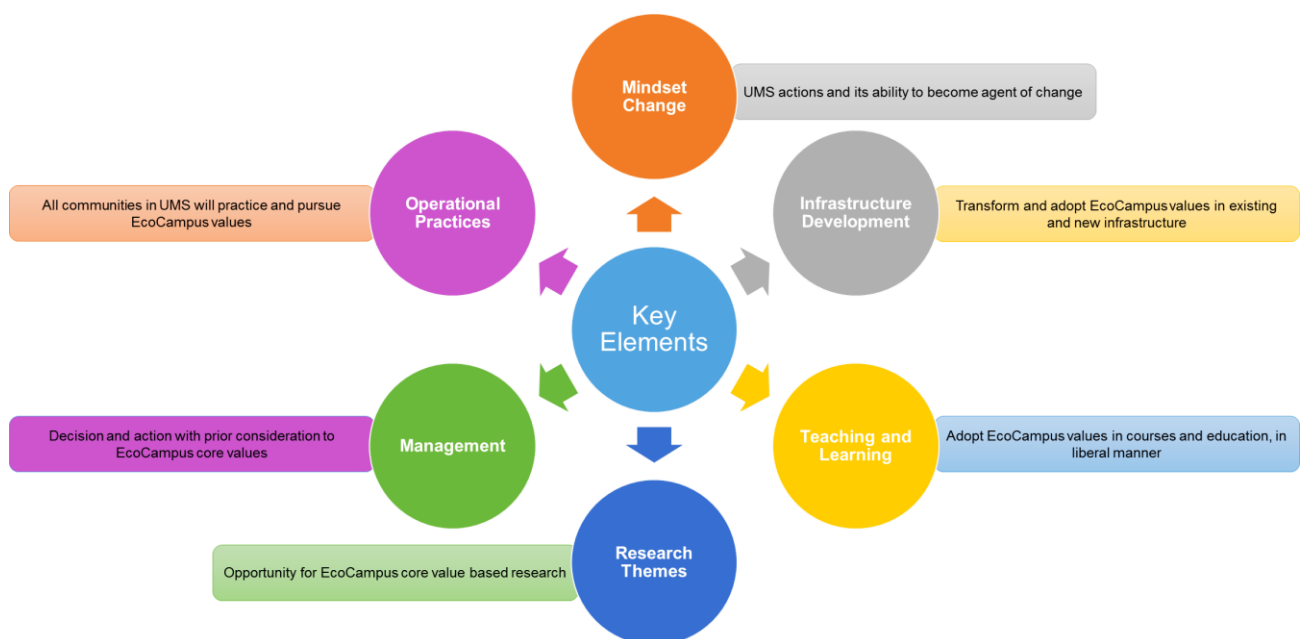 Mindset
Change
UMS actions and its ability to become agent of change
Operational
Practices
All communities in UMS will practice and pursue
EcoCampus values
Infrastructure
Development
Transform and adopt EcoCampus values in existing
and new infrastructure
Key
Elements
Management
Decision and action with prior consideration to
EcoCampus core values
Teaching and
Learning
Adopt EcoCampus values in courses and education, in
liberal manner
Research
Themes
Opportunity for EcoCampus core value based research